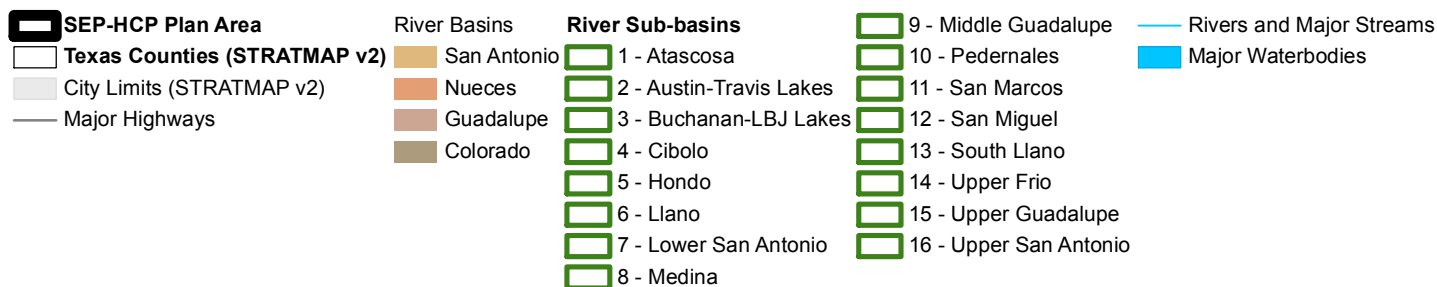 SEP-HCP Plan Area
Texas Counties (STRATMAP v2)
City Limits (STRATMAP v2)
Major Highways
River Basins
San Antonio
Nueces
Guadalupe
Colorado
River Sub-basins
1 - Atascosa
2 - Austin-Travis Lakes
3 - Buchanan-LBJ Lakes
4 - Cibolo
5 - Hondo
6 - Llano
7 - Lower San Antonio
8 - Medina
9 - Middle Guadalupe
10 - Pedernales
11 - San Marcos
12 - San Miguel
13 - South Llano
14 - Upper Frio
15 - Upper Guadalupe
16 - Upper San Antonio
Rivers and Major Streams
Major Waterbodies